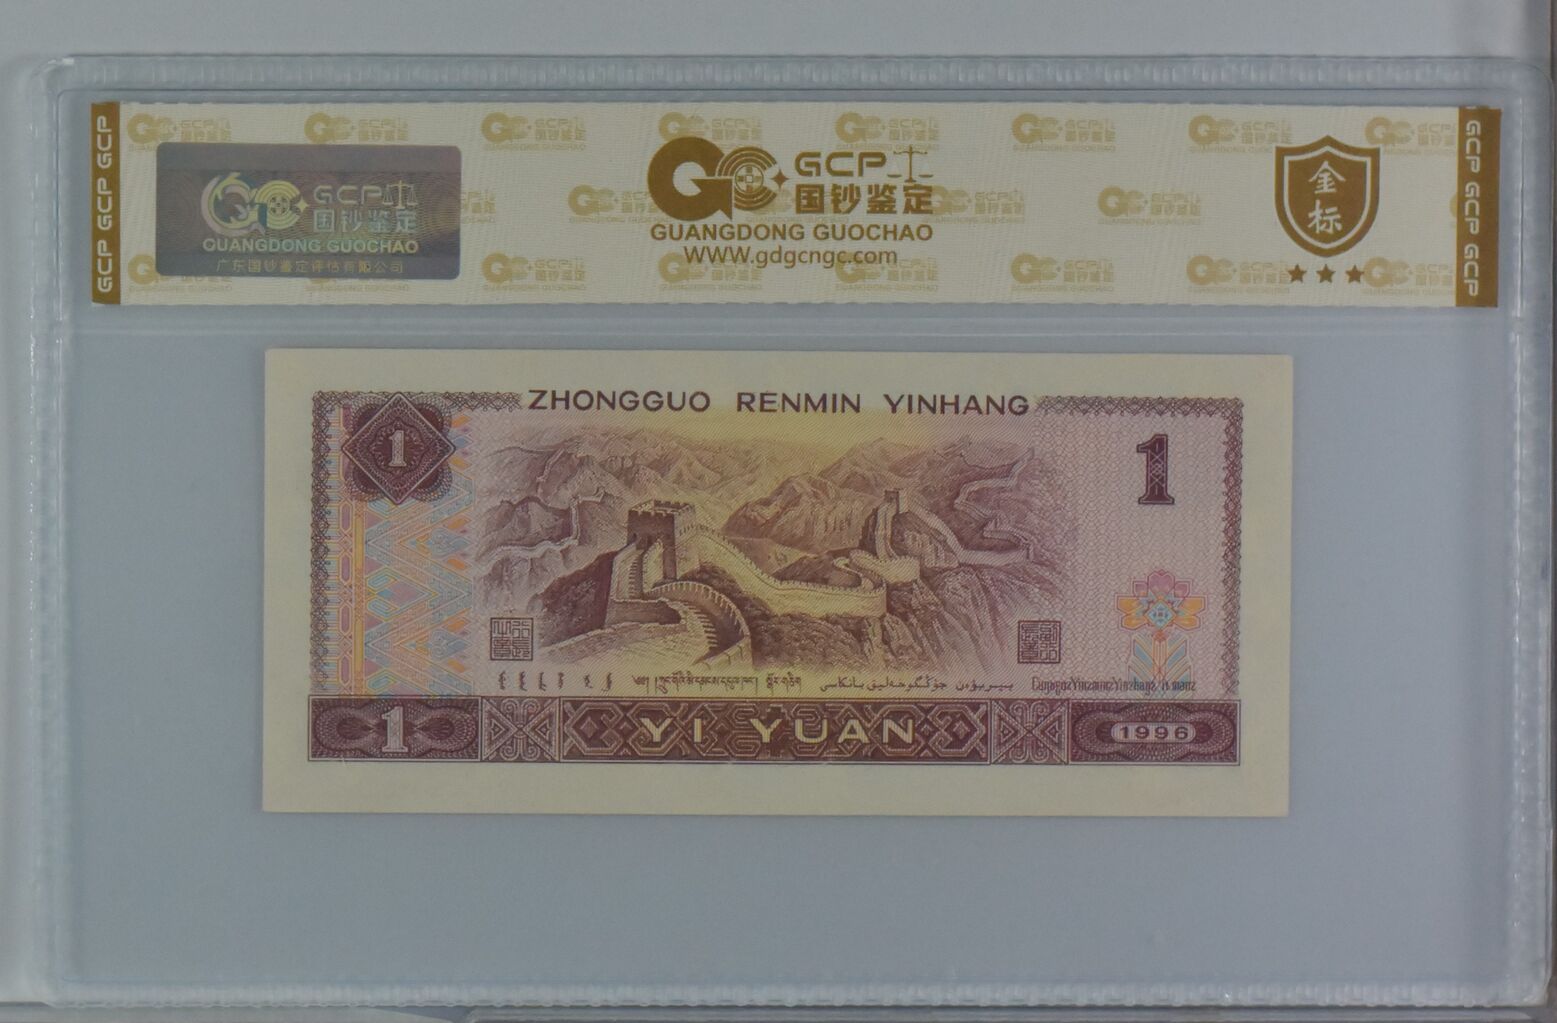 GCP GCP GCP
GCP
国钞鉴定
GUANGDONG GUOCHAO
广东国钞鉴定评估有限公司
GCP
国钞鉴定
GUANGDONG GUOCHAO
www.gdgcngc.com
金标
GCP GCP GCP
ZHONGGUO RENMIN YINHANG
1
1
1
YI YUAN
1996